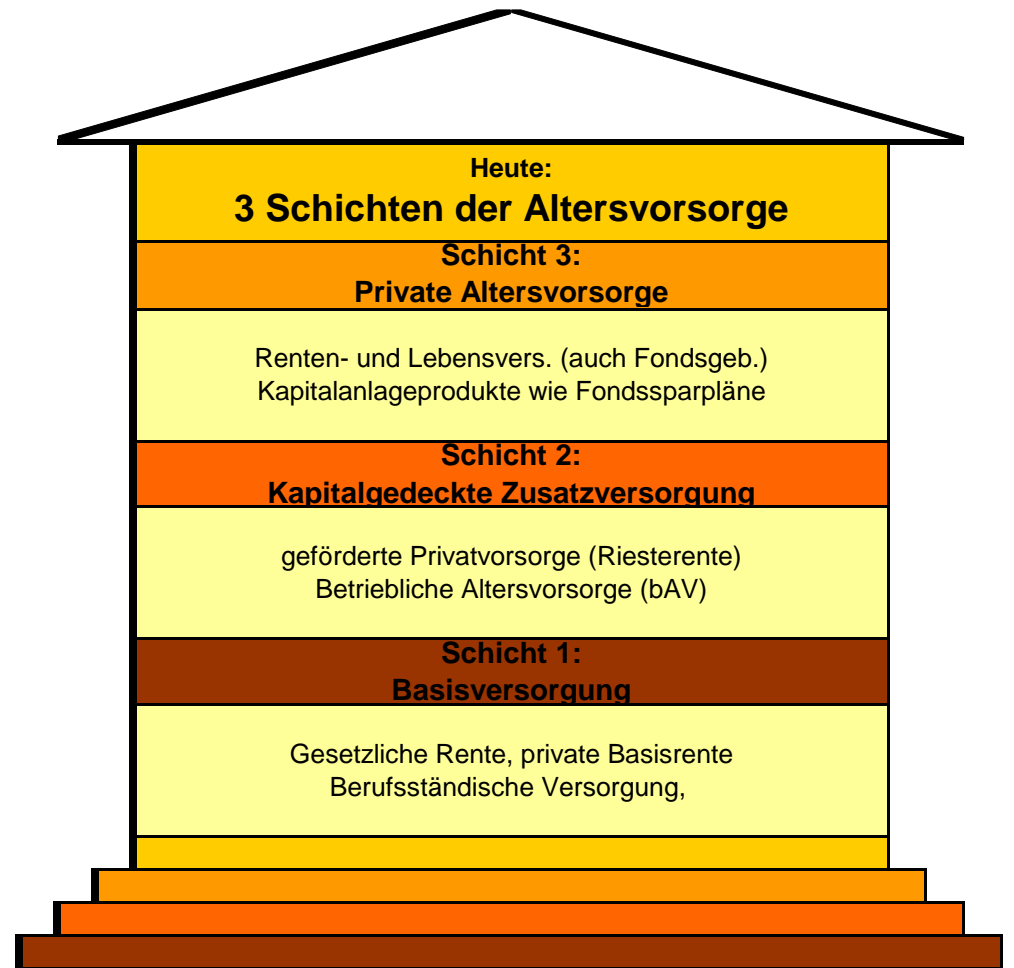 Heute:
3 Schichten der Altersvorsorge
Schicht 3:
Private Altersvorsorge
Renten- und Lebensvers. (auch Fondsgeb.)
Kapitalanlageprodukte wie Fondssparpläne
Schicht 2:
Kapitalgedeckte Zusatzversorgung
geförderte Privatvorsorge (Riesterente)
Betriebliche Altersvorsorge (bAV)
Schicht 1:
Basisversorgung
Gesetzliche Rente, private Basisrente
Berufsständische Versorgung,